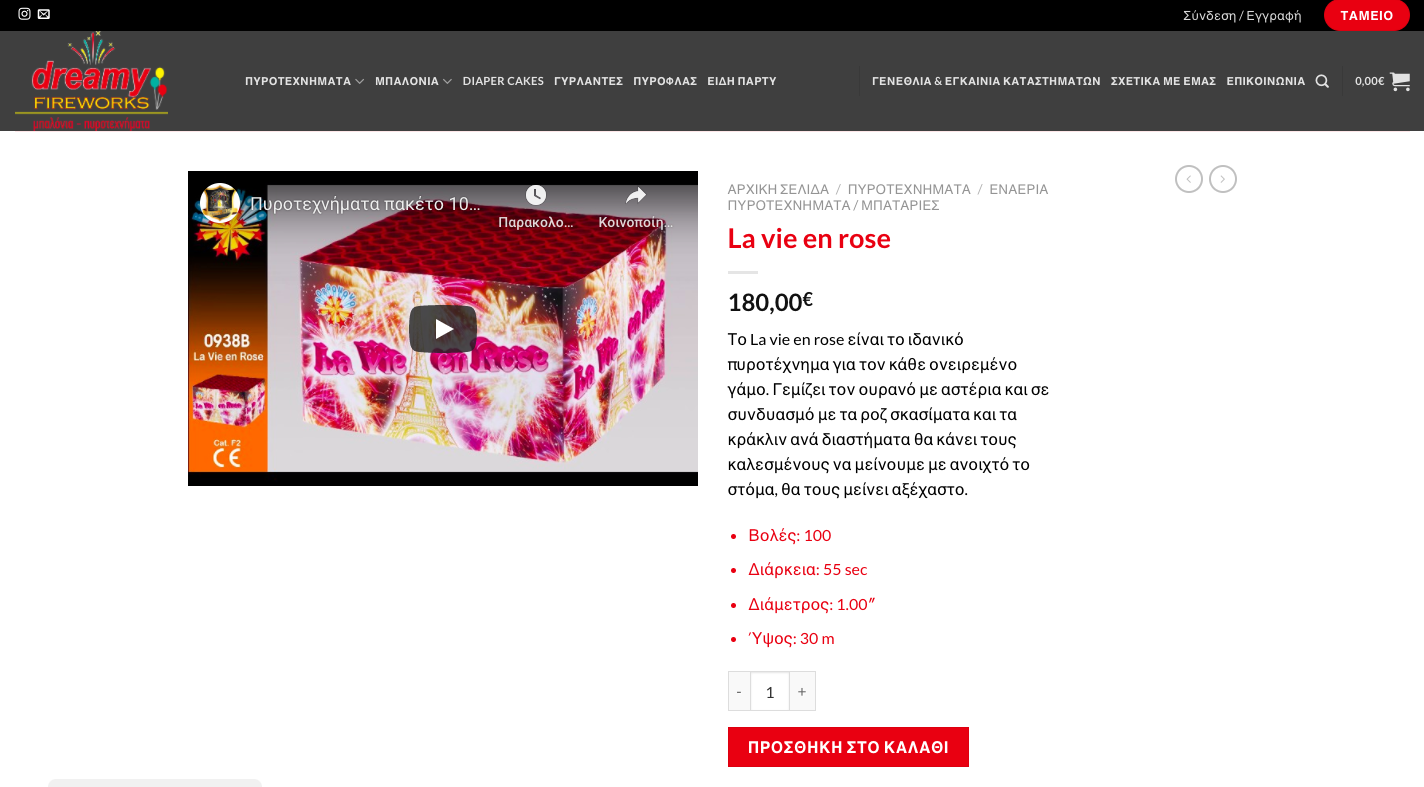 Σύνδεση / Εγγραφή
ΤΑΜΕΙΟ
dreamy
FIREWORKS
μπαλόνια - πυροτεχνήματα
ΠΥΡΟΤΕΧΝΗΜΑΤΑ
ΜΠΑΛΟΝΙΑ
DIAPER CAKES
ΓΥΡΛΑΝΤΕΣ
ΠΥΡΟΦΛΑΣ
ΕΙΔΗ ΠΑΡΤΥ
ΓΕΝΕΘΛΙΑ & ΕΓΚΑΙΝΙΑ ΚΑΤΑΣΤΗΜΑΤΩΝ
ΣΧΕΤΙΚΑ ΜΕ ΕΜΑΣ
ΕΠΙΚΟΙΝΩΝΙΑ
0,00€
Πυροτεχνήματα πακέτο 10...
Παρακολο...
Κοινοποίη...
0938B
La Vie en Rose
La Vie en Rose
Cat. F2
CE
La Vie en Rose
ΑΡΧΙΚΗ ΣΕΛΙΔΑ / ΠΥΡΟΤΕΧΝΗΜΑΤΑ / ΕΝΑΕΡΙΑ
ΠΥΡΟΤΕΧΝΗΜΑΤΑ / ΜΠΑΤΑΡΙΕΣ
La vie en rose
180,00€
Το La vie en rose είναι το ιδανικό
πυροτέχνημα για τον κάθε ονειρεμένο
γάμο. Γεμίζει τον ουρανό με αστέρια και σε
συνδυασμό με τα ροζ σκασίματα και τα
κράκλιν ανά διαστήματα θα κάνει τους
καλεσμένους να μείνουμε με ανοιχτό το
στόμα, θα τους μείνει αξέχαστο.
• Βολές: 100
• Διάρκεια: 55 sec
• Διάμετρος: 1.00″
• Ύψος: 30 m
- 1 +
ΠΡΟΣΘΗΚΗ ΣΤΟ ΚΑΛΑΘΙ